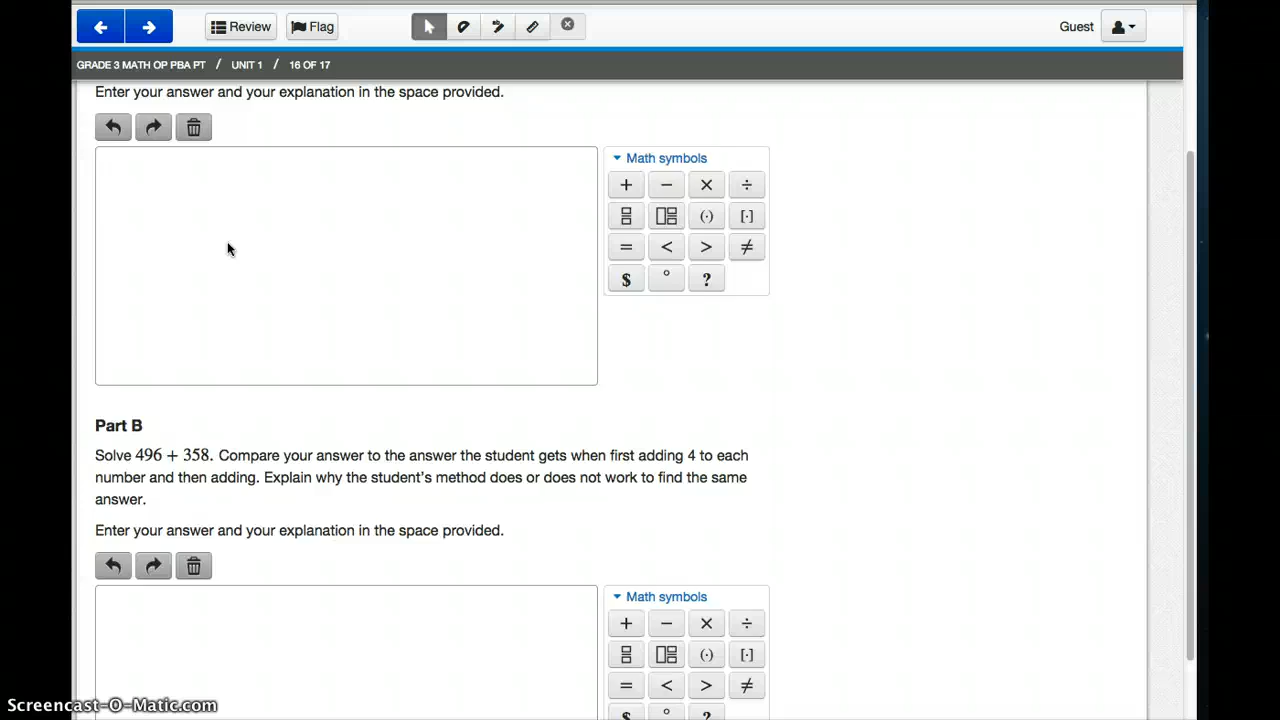 Review
Flag
Guest
GRADE 3 MATH OP PBA PT / UNIT 1 / 16 OF 17
Enter your answer and your explanation in the space provided.
Math symbols
+ − × ÷
(·) [·]
= < > ≠
$ ° ?
Part B
Solve 496 + 358. Compare your answer to the answer the student gets when first adding 4 to each
number and then adding. Explain why the student's method does or does not work to find the same
answer.
Enter your answer and your explanation in the space provided.
Math symbols
+ − × ÷
(·) [·]
= < > ≠
$ ° ?
Screencast-O-Matic.com